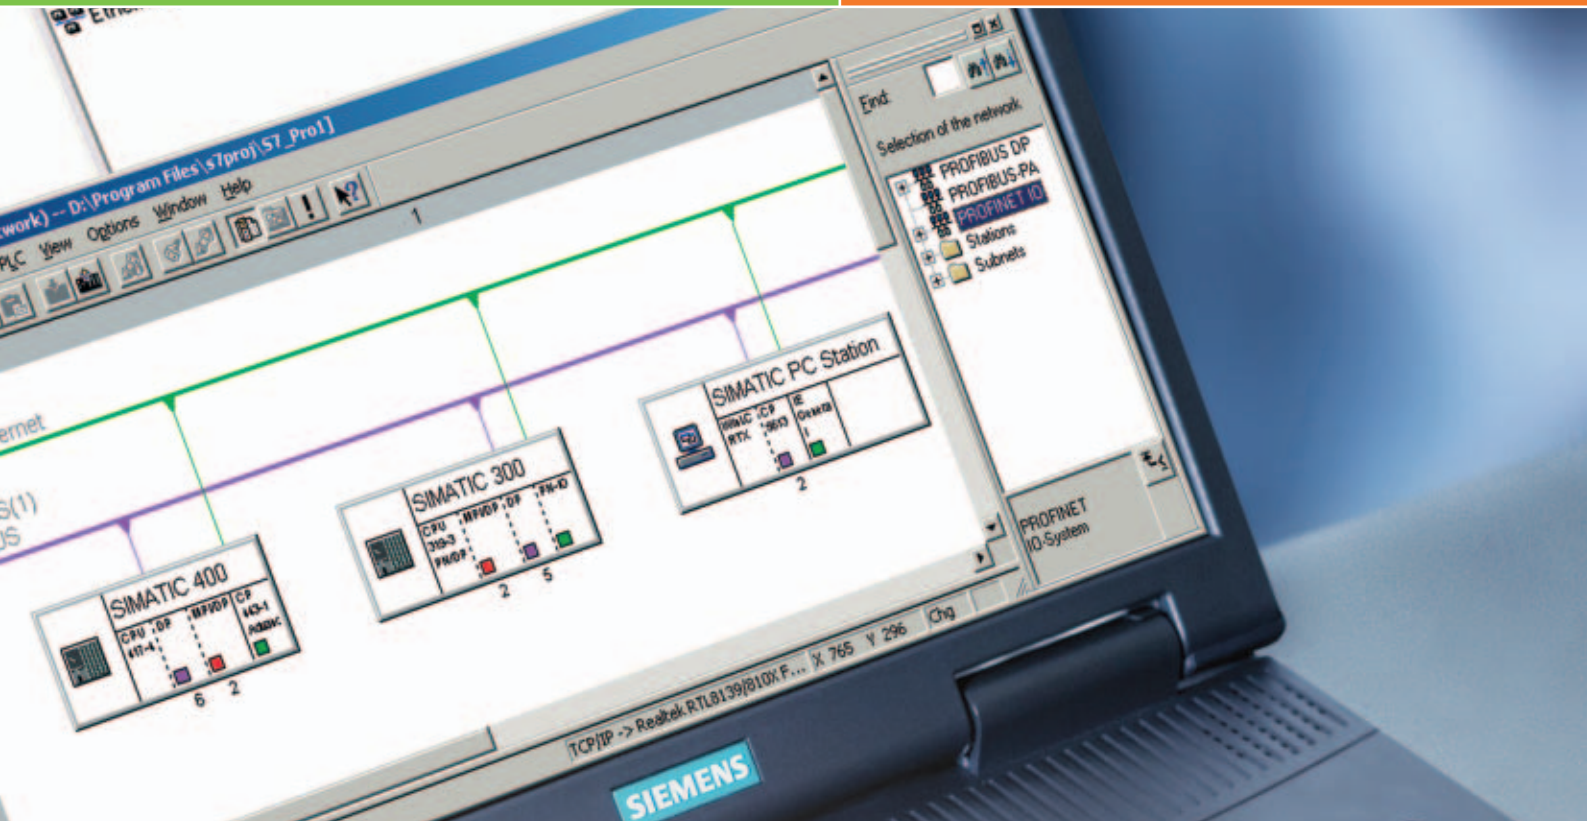 Ether
work) -- D:\Program Files\s7proj\S7_Pro1]
PLC View Options Window Help
1
Find:
Selection of the network
PROFIBUS DP
PROFIBUS-PA
PROFINET IO
Stations
Subnets
ernet
S(1)
US
SIMATIC PC Station
WinLC RTX
CP 5613
IE General
2
SIMATIC 300
CPU 319-3 PN/DP
MPI/DP
DP
PN-IO
2
5
SIMATIC 400
CPU 417-4
DP
MPI/DP
CP 443-1
6
2
PROFINET
IO-System
TCP/IP -> Realtek RTL8139/810X F... X 765 Y 296 Chg
SIEMENS